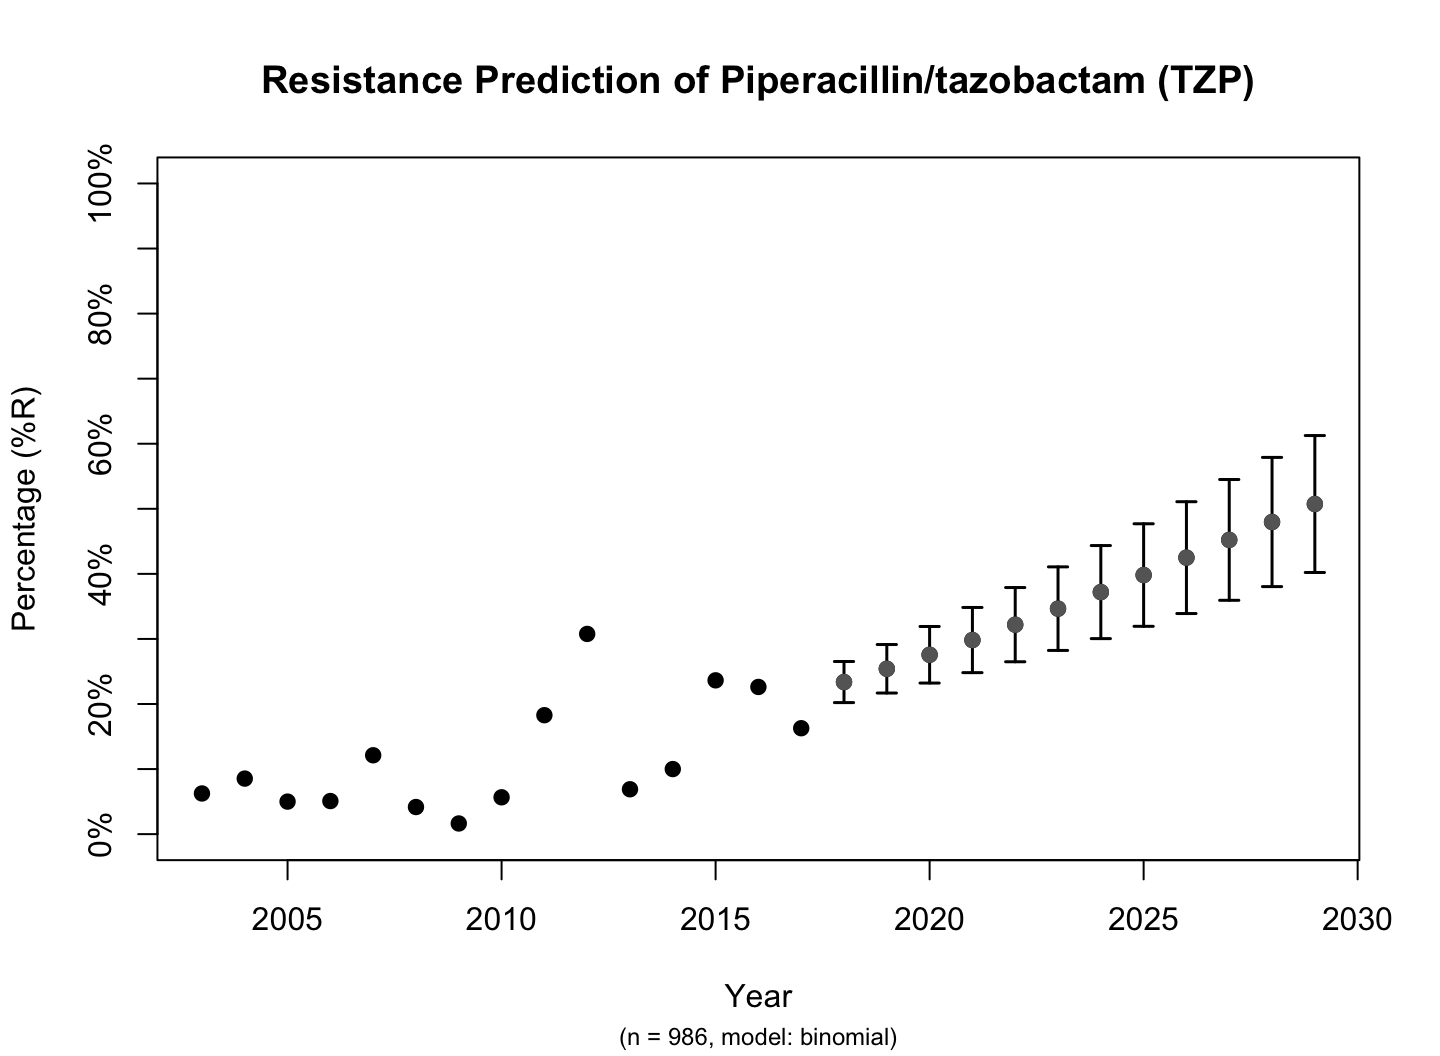 Resistance Prediction of Piperacillin/tazobactam (TZP)
Percentage (%R)
100%
80%
60%
40%
20%
0%
2005 2010 2015 2020 2025 2030
Year
(n = 986, model: binomial)